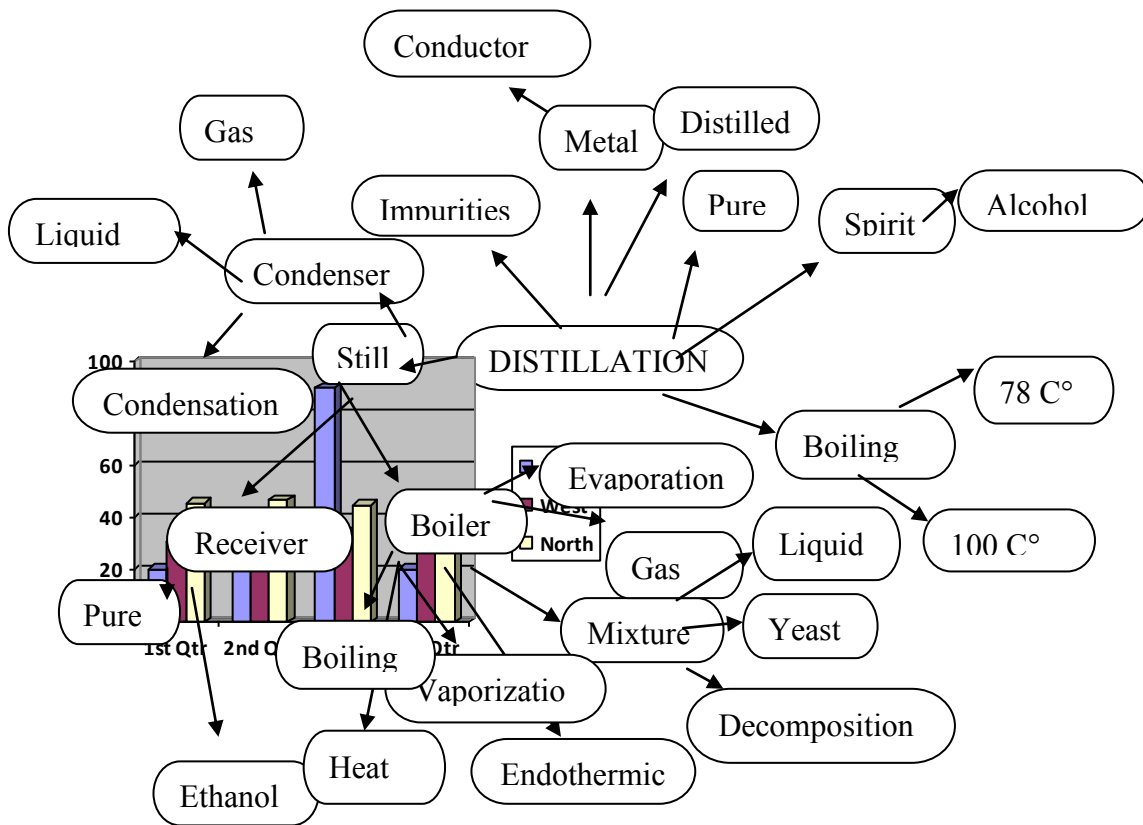 Conductor
Gas
Metal
Distilled
Impurities
Pure
Spirit
Alcohol
Liquid
Condenser
Still
DISTILLATION
100
78 C°
Condensation
Boiling
60
Evaporation
West
40
Boiler
Receiver
North
Liquid
100 C°
20
Gas
Pure
Mixture
Yeast
1st Qtr
2nd Q
Boiling
Qtr
Vaporizatio
Decomposition
Heat
Endothermic
Ethanol